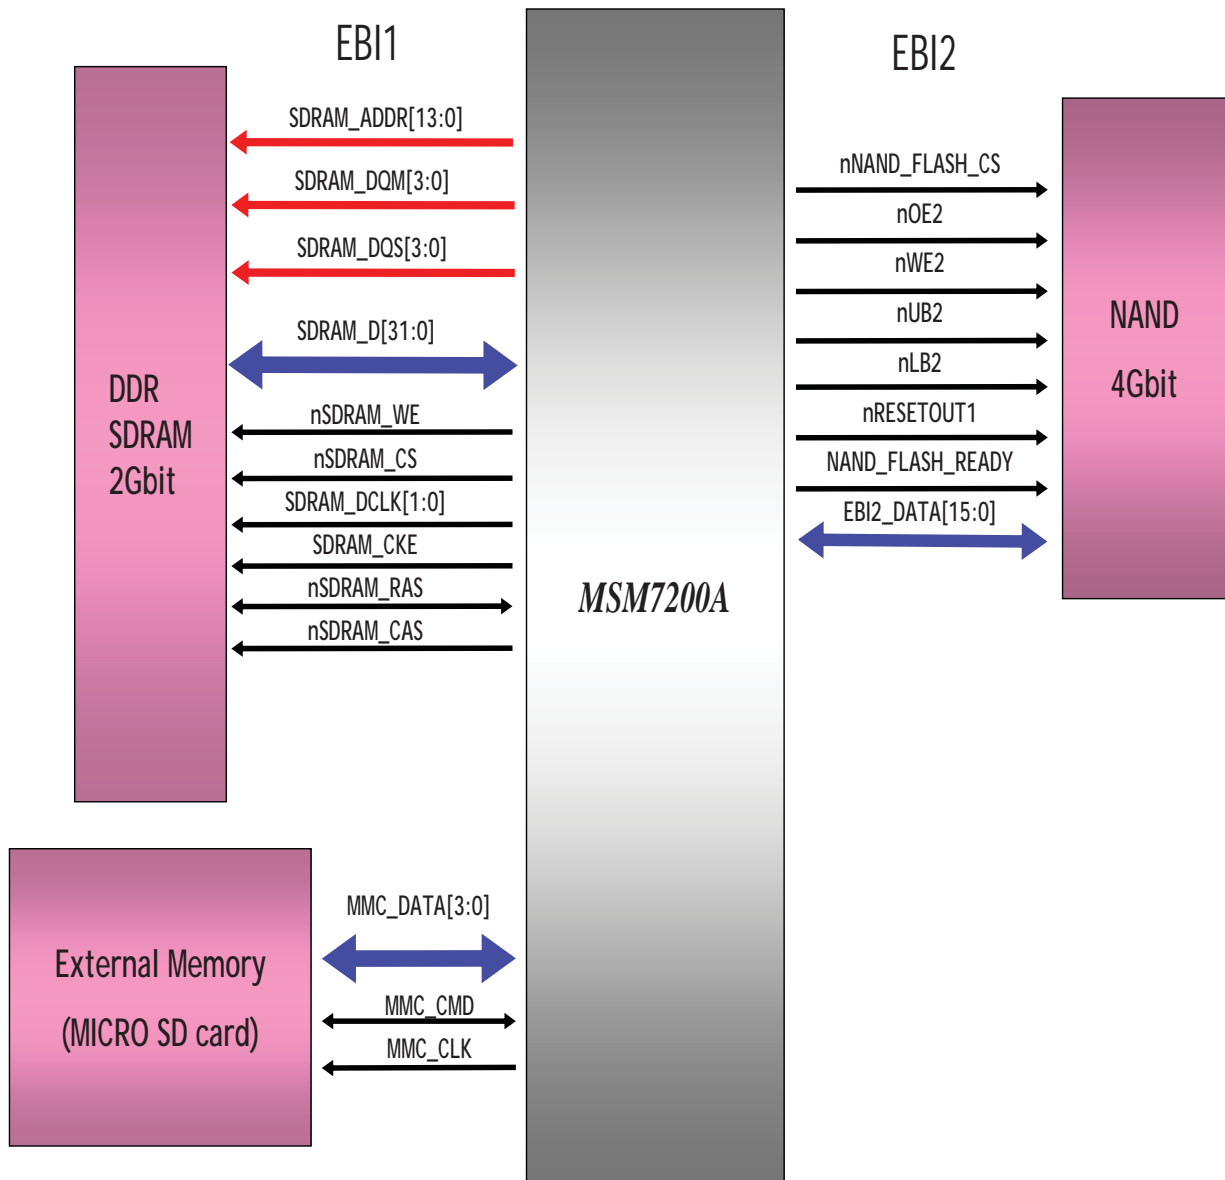 EBI1
EBI2
SDRAM_ADDR[13:0]
SDRAM_DQM[3:0]
SDRAM_DQS[3:0]
SDRAM_D[31:0]
nSDRAM_WE
nSDRAM_CS
SDRAM_DCLK[1:0]
SDRAM_CKE
nSDRAM_RAS
nSDRAM_CAS
DDR
SDRAM
2Gbit
MSM7200A
nNAND_FLASH_CS
nOE2
nWE2
nUB2
nLB2
nRESETOUT1
NAND_FLASH_READY
EBI2_DATA[15:0]
NAND
4Gbit
External Memory
(MICRO SD card)
MMC_DATA[3:0]
MMC_CMD
MMC_CLK